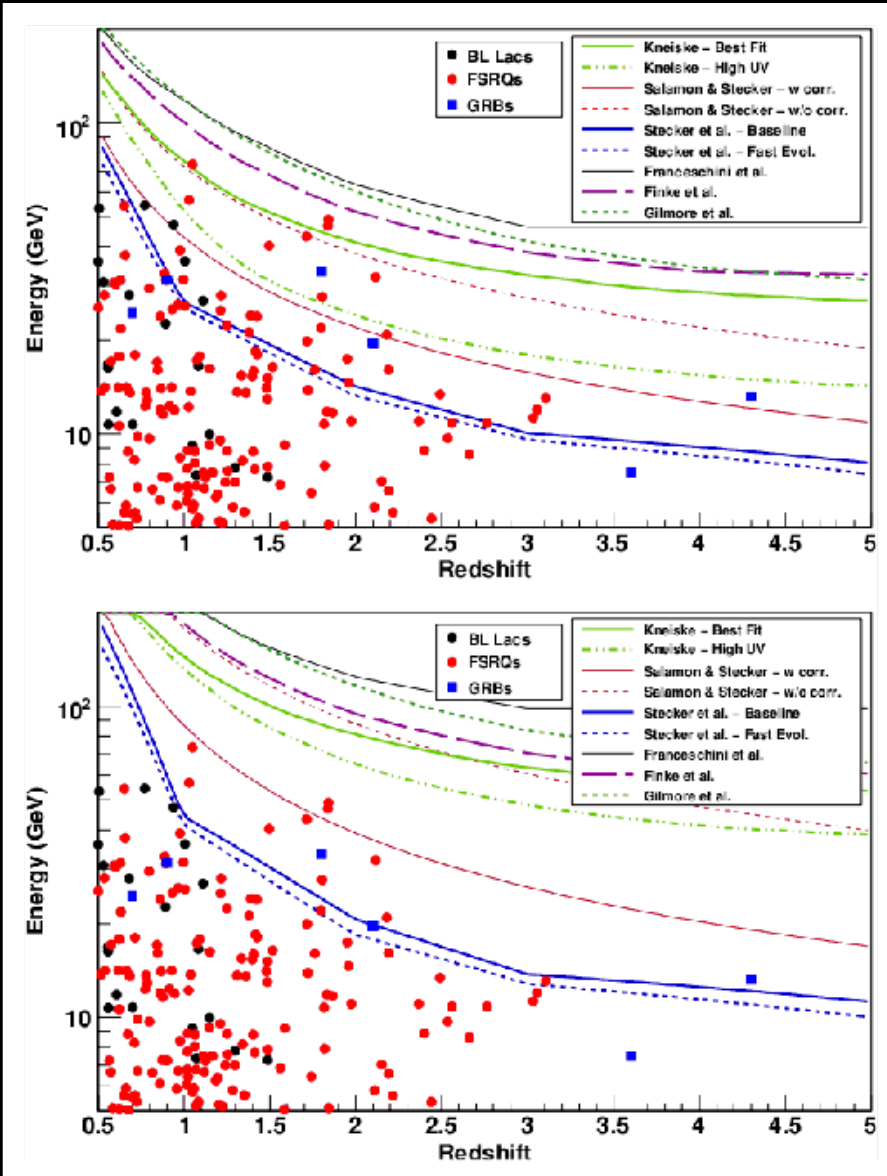 10²
10
Energy (GeV)
BL Lacs
FSRQs
GRBs
Kneiske – Best Fit
Kneiske – High UV
Salamon & Stecker – w corr.
Salamon & Stecker – w/o corr.
Stecker et al. – Baseline
Stecker et al. – Fast Evol.
Franceschini et al.
Finke et al.
Gilmore et al.
0.5 1 1.5 2 2.5 3 3.5 4 4.5 5
Redshift
10²
10
Energy (GeV)
BL Lacs
FSRQs
GRBs
Kneiske – Best Fit
Kneiske – High UV
Salamon & Stecker – w corr.
Salamon & Stecker – w/o corr.
Stecker et al. – Baseline
Stecker et al. – Fast Evol.
Franceschini et al.
Finke et al.
Gilmore et al.
0.5 1 1.5 2 2.5 3 3.5 4 4.5 5
Redshift